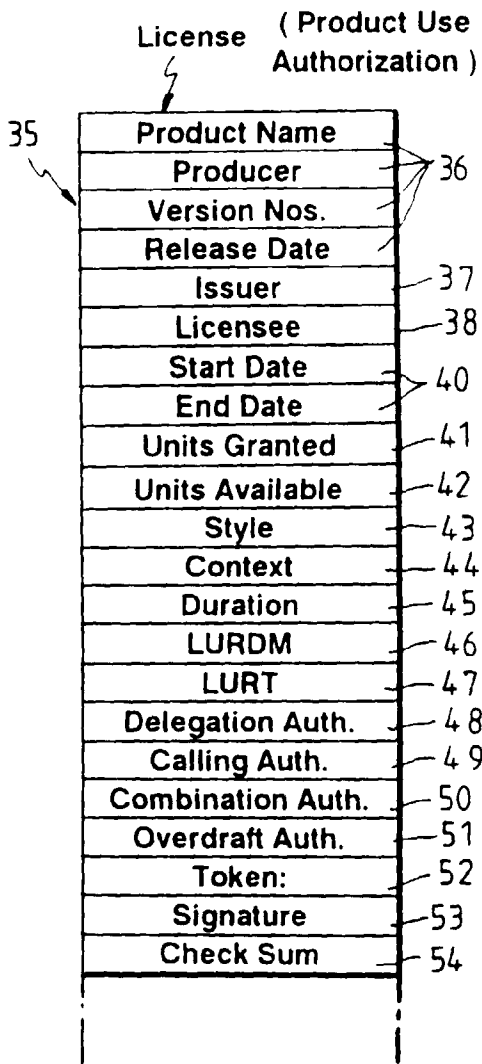 License
( Product Use
Authorization )
35
Product Name
Producer
36
Version Nos.
Release Date
Issuer
37
Licensee
38
Start Date
40
End Date
Units Granted
41
Units Available
42
Style
43
Context
44
Duration
45
LURDM
46
LURT
47
Delegation Auth.
48
Calling Auth.
49
Combination Auth.
50
Overdraft Auth.
51
Token:
52
Signature
53
Check Sum
54